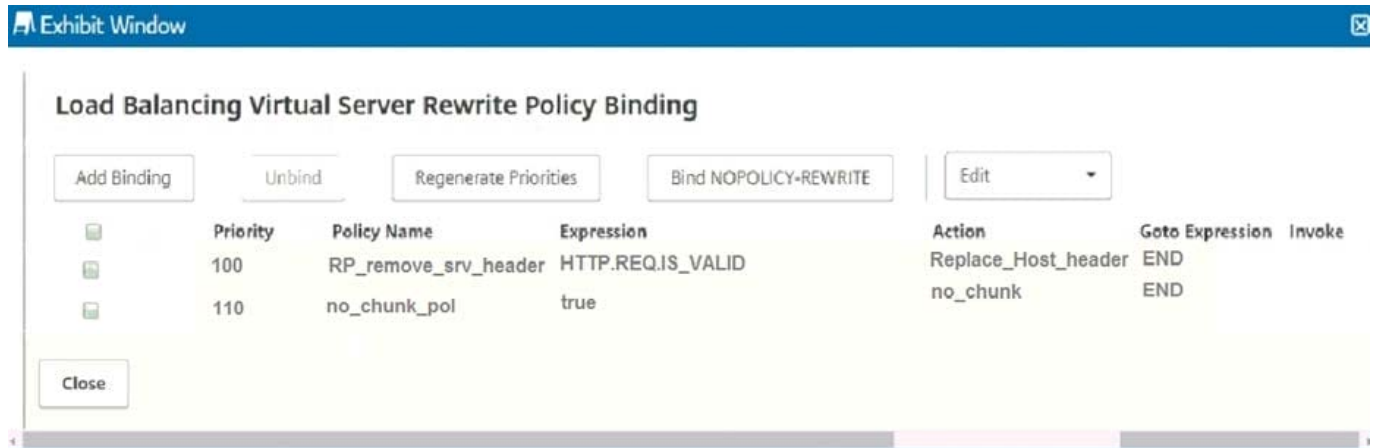 Exhibit Window
Load Balancing Virtual Server Rewrite Policy Binding
Add Binding Unbind Regenerate Priorities Bind NOPOLICY-REWRITE Edit
Priority Policy Name Expression Action Goto Expression Invoke
100 RP_remove_srv_header HTTP.REQ.IS_VALID Replace_Host_header END
110 no_chunk_pol true no_chunk END
Close